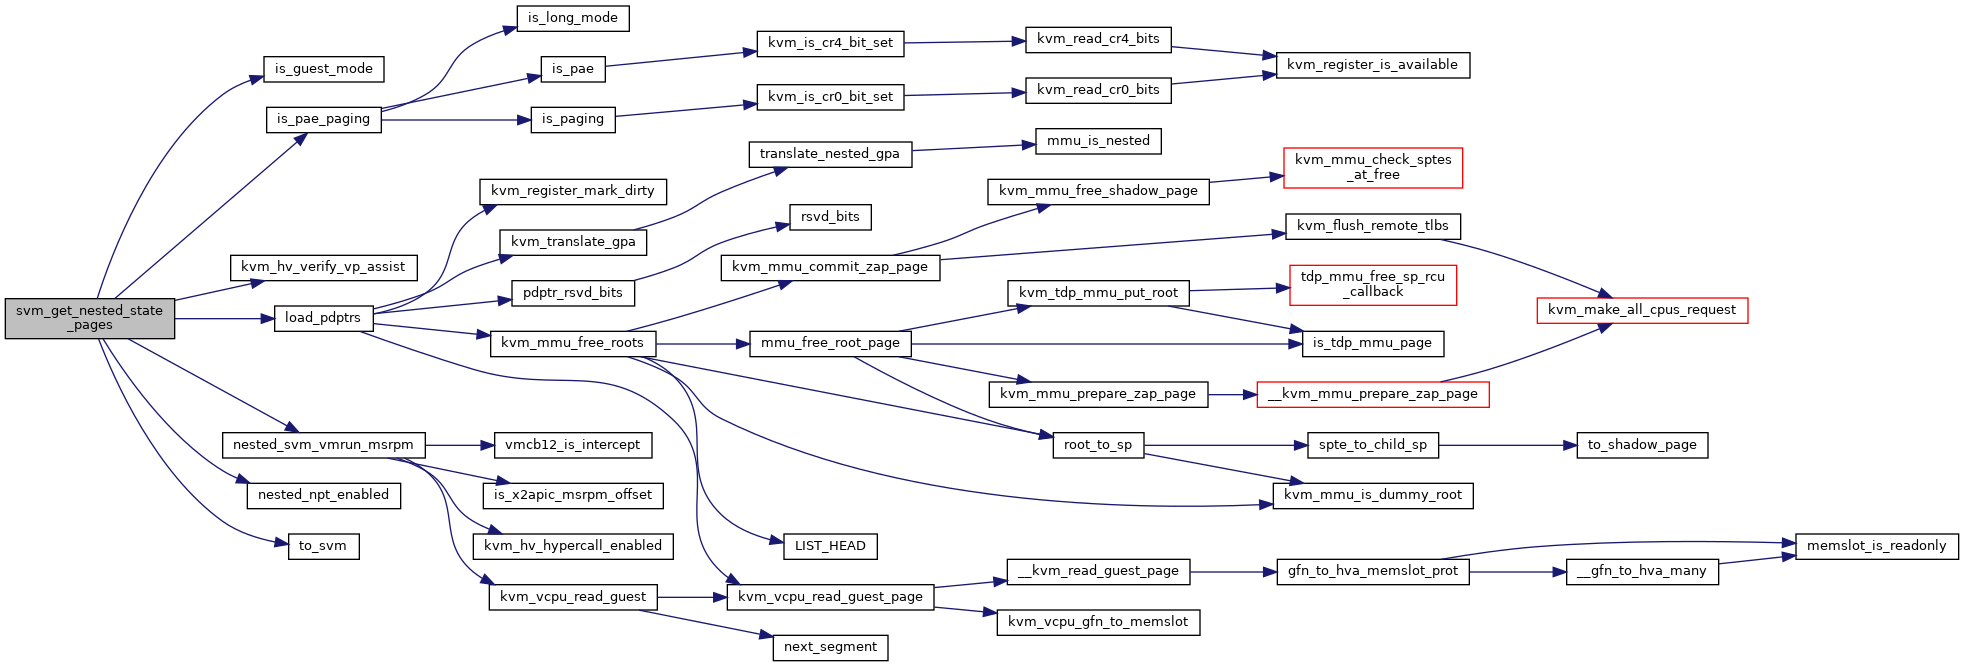 svm_get_nested_state
_pages
is_guest_mode
is_pae_paging
kvm_hv_verify_vp_assist
load_pdptrs
nested_svm_vmrun_msrpm
nested_npt_enabled
to_svm
is_long_mode
is_pae
is_paging
kvm_register_mark_dirty
kvm_translate_gpa
pdptr_rsvd_bits
kvm_mmu_free_roots
vmcb12_is_intercept
is_x2apic_msrpm_offset
kvm_hv_hypercall_enabled
kvm_vcpu_read_guest
kvm_is_cr4_bit_set
kvm_is_cr0_bit_set
translate_nested_gpa
rsvd_bits
kvm_mmu_commit_zap_page
mmu_free_root_page
LIST_HEAD
kvm_vcpu_read_guest_page
next_segment
kvm_read_cr4_bits
kvm_read_cr0_bits
mmu_is_nested
kvm_mmu_free_shadow_page
kvm_tdp_mmu_put_root
kvm_mmu_prepare_zap_page
root_to_sp
__kvm_read_guest_page
kvm_vcpu_gfn_to_memslot
kvm_register_is_available
kvm_mmu_check_sptes
_at_free
kvm_flush_remote_tlbs
tdp_mmu_free_sp_rcu
_callback
is_tdp_mmu_page
__kvm_mmu_prepare_zap_page
spte_to_child_sp
kvm_mmu_is_dummy_root
gfn_to_hva_memslot_prot
kvm_make_all_cpus_request
to_shadow_page
__gfn_to_hva_many
memslot_is_readonly